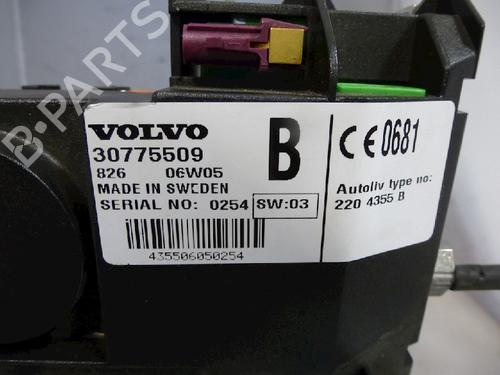 VOLVO
30775509
826 06W05
MADE IN SWEDEN
SERIAL NO: 0254 SW:03
435506050254
B
CE0681
Autoliv type no:
220 4355 B
B-PARTS